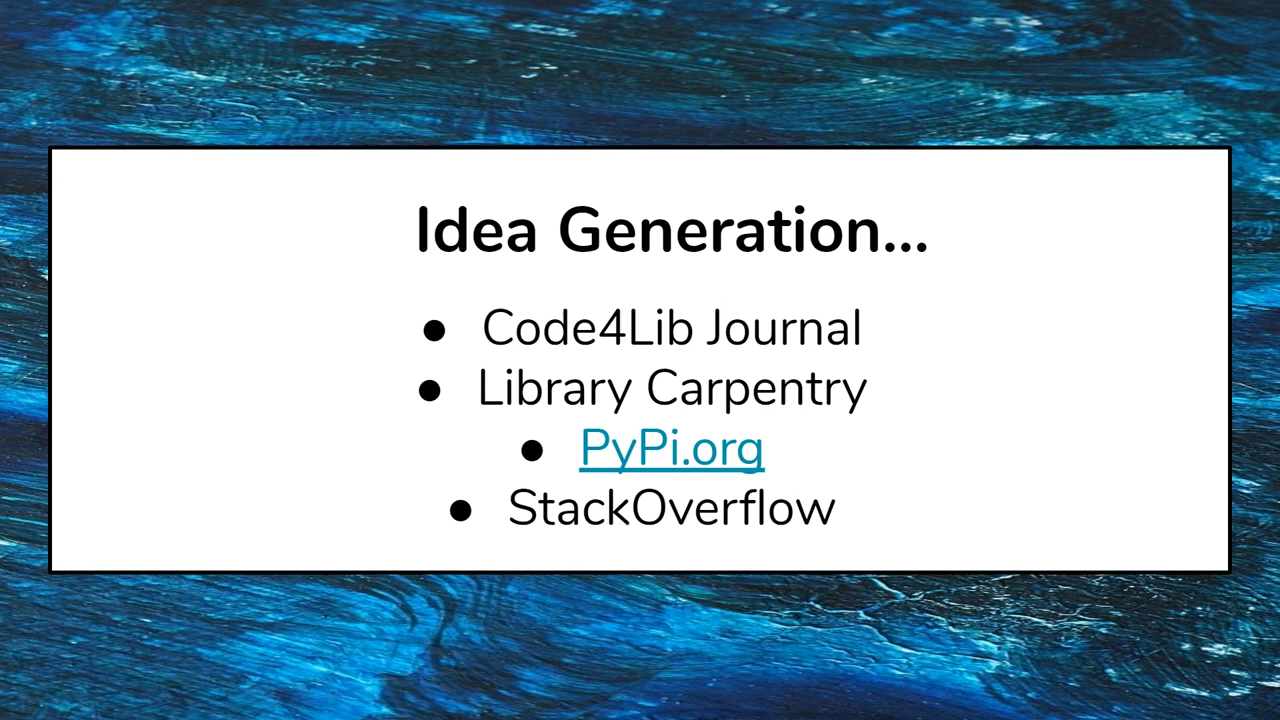 Idea Generation...
● Code4Lib Journal
● Library Carpentry
● PyPi.org
● StackOverflow